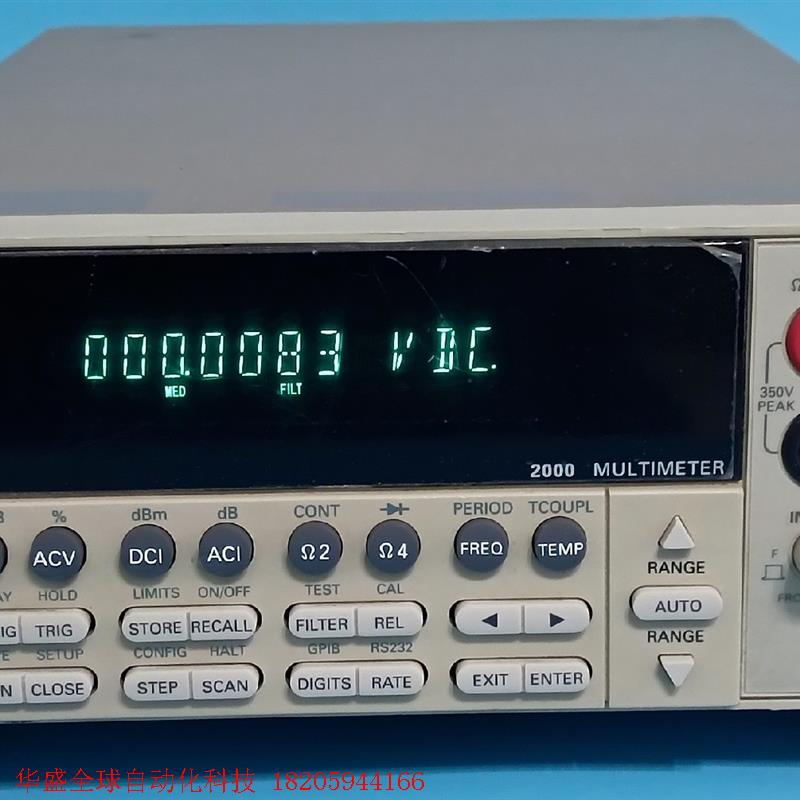 000.0083 VDC
MED FILT
2000 MULTIMETER
350V
PEAK
% dBm dB CONT PERIOD TCOUPL
ACV DCI ACI Ω2 Ω4 FREQ TEMP
HOLD LIMITS ON/OFF TEST CAL
TRIG STORE RECALL FILTER REL ◀ ▶
SETUP CONFIG HALT GPIB RS232
CLOSE STEP SCAN DIGITS RATE EXIT ENTER
RANGE
AUTO
RANGE
F
华盛全球自动化科技 18205944166